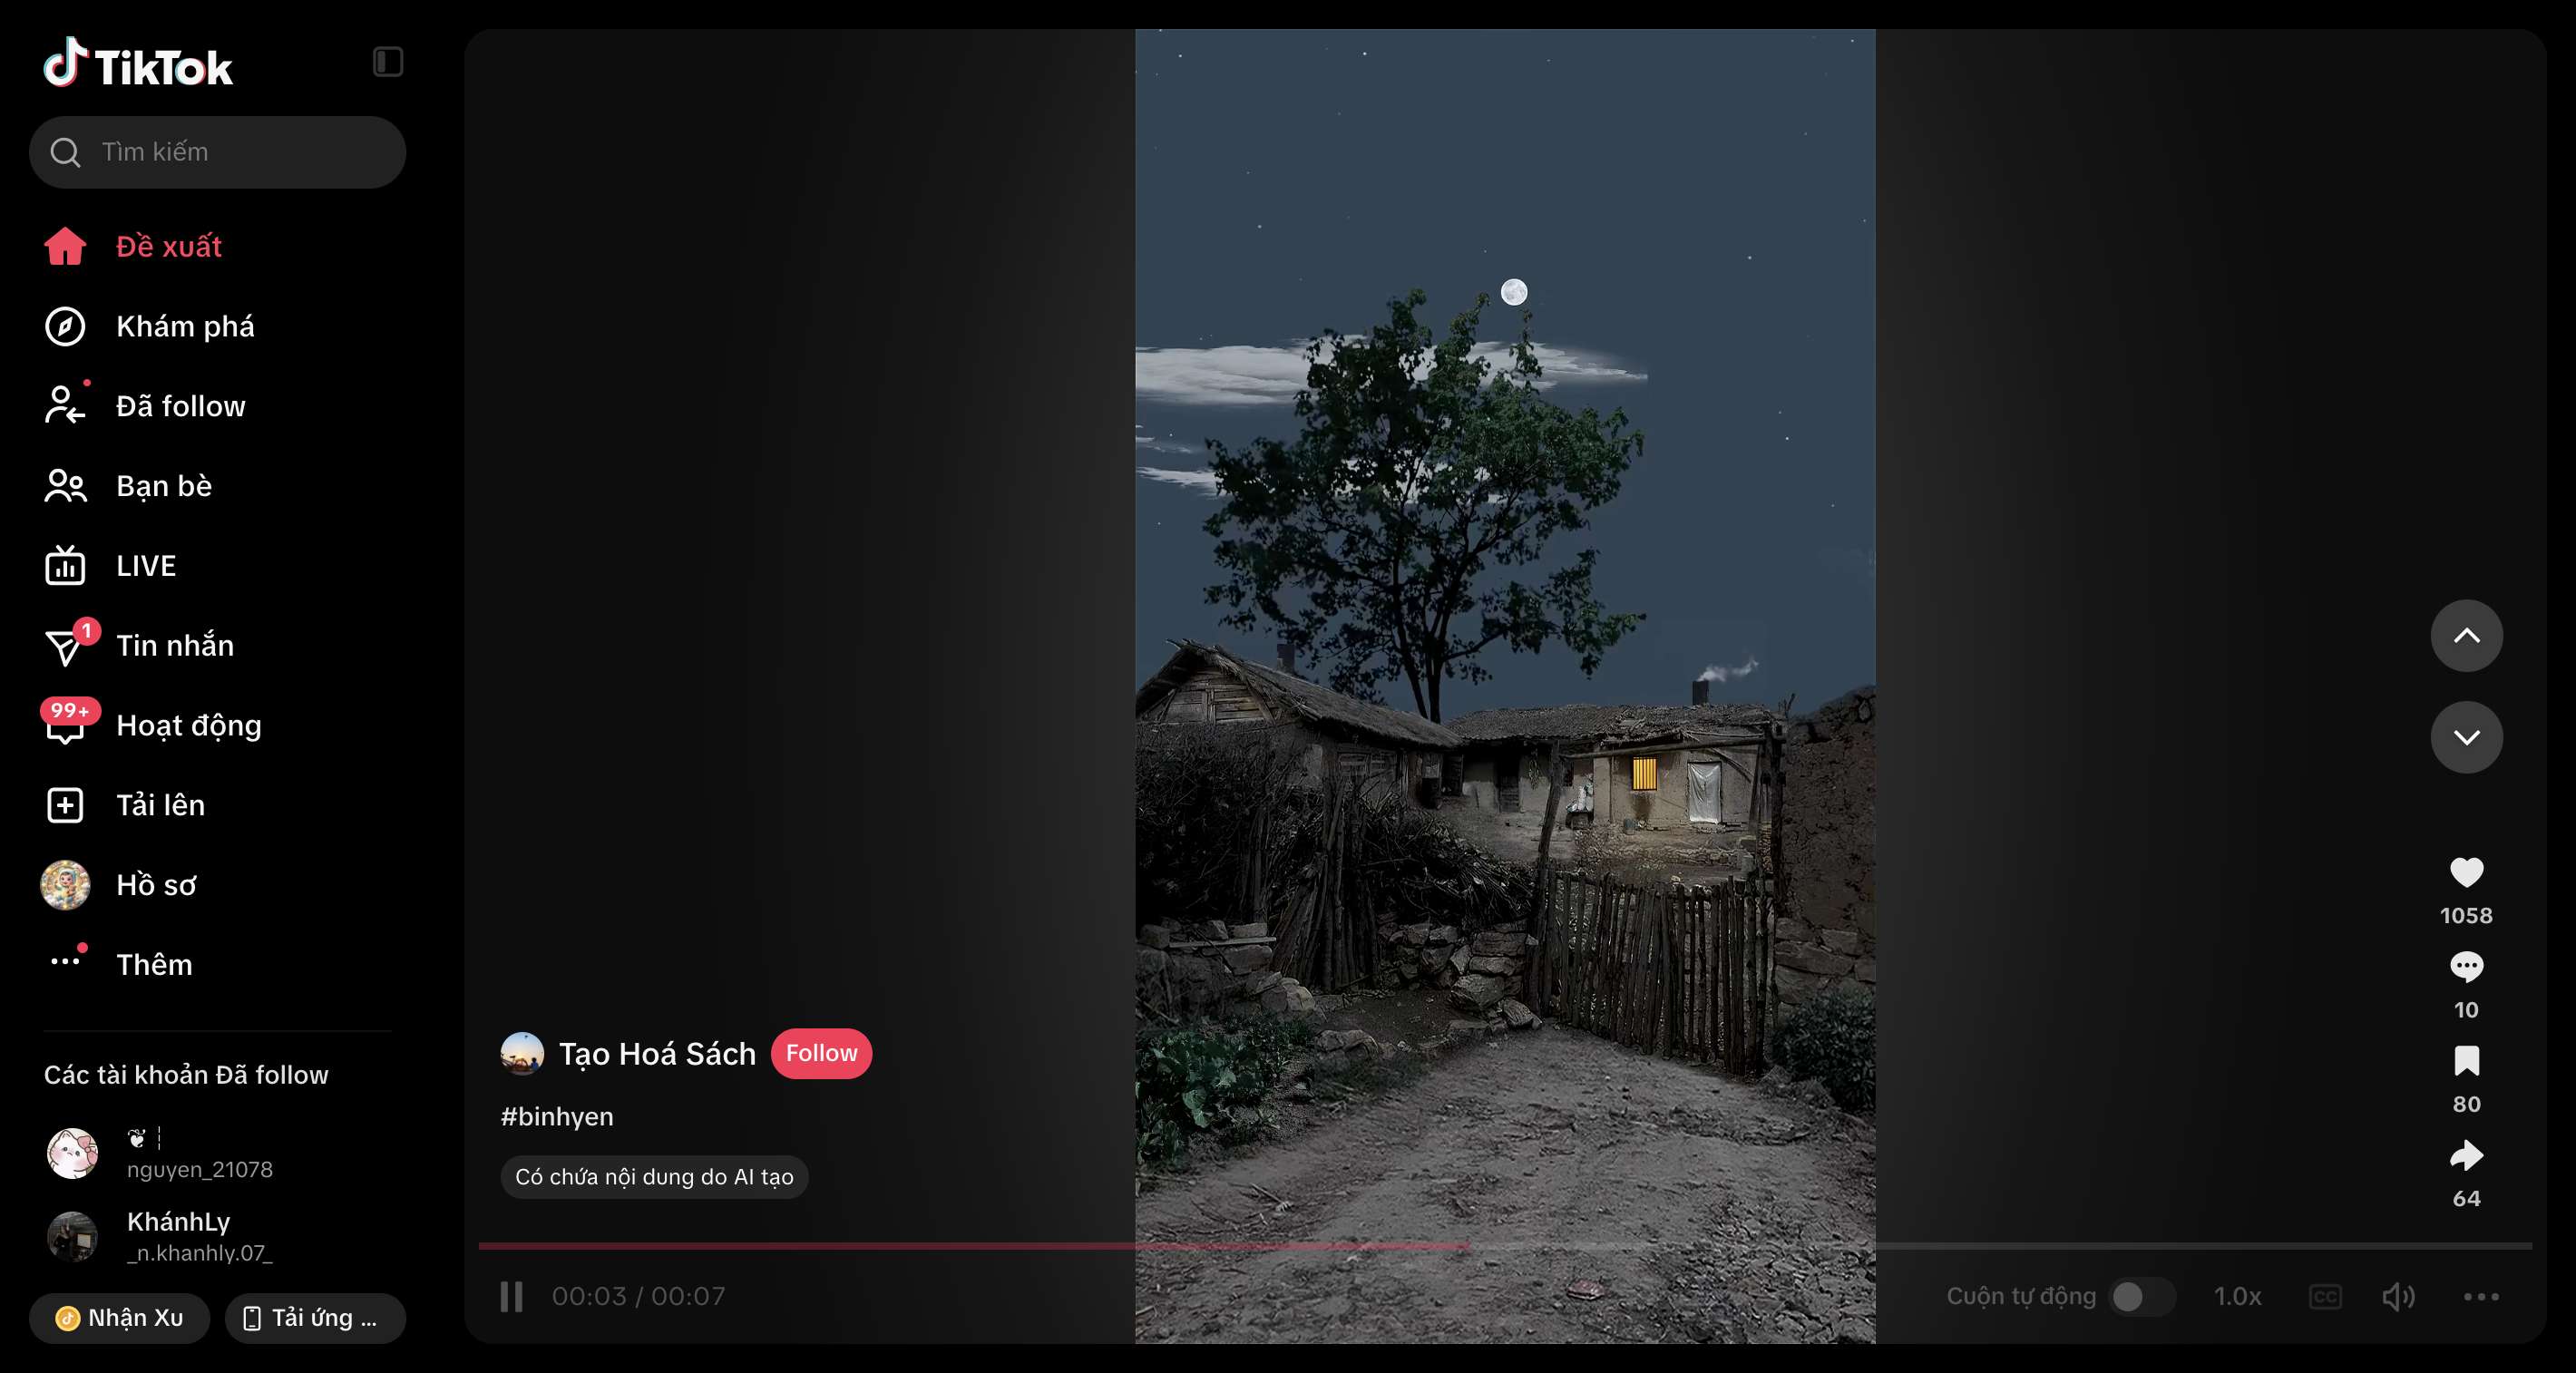 TikTok
Tìm kiếm
Đề xuất
Khám phá
Đã follow
Bạn bè
LIVE
1
Tin nhắn
99+
Hoạt động
Tải lên
Hồ sơ
Thêm
Các tài khoản Đã follow
nguyen_21078
KhánhLy
_n.khanhly.07_
Nhận Xu
Tải ứng ...
Tạo Hoá Sách
Follow
#binhyen
Có chứa nội dung do AI tạo
00:03 / 00:07
1058
10
80
64
Cuộn tự động
1.0x
CC